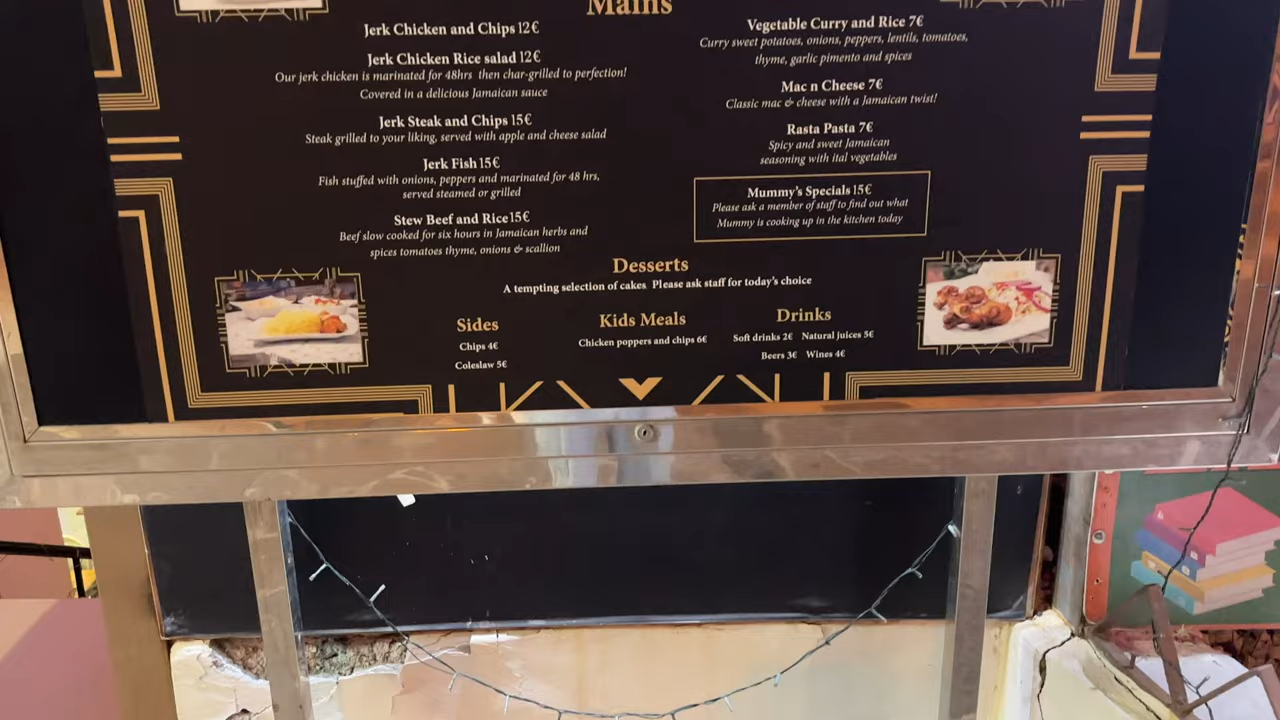 Mains
Jerk Chicken and Chips 12€
Jerk Chicken Rice salad 12€
Our jerk chicken is marinated for 48hrs then char-grilled to perfection!
Covered in a delicious Jamaican sauce
Jerk Steak and Chips 15€
Steak grilled to your liking, served with apple and cheese salad
Jerk Fish 15€
Fish stuffed with onions, peppers and marinated for 48 hrs,
served steamed or grilled
Stew Beef and Rice 15€
Beef slow cooked for six hours in Jamaican herbs and
spices tomatoes thyme, onions & scallion
Vegetable Curry and Rice 7€
Curry sweet potatoes, onions, peppers, lentils, tomatoes,
thyme, garlic pimento and spices
Mac n Cheese 7€
Classic mac & cheese with a Jamaican twist!
Rasta Pasta 7€
Spicy and sweet Jamaican
seasoning with ital vegetables
Mummy's Specials 15€
Please ask a member of staff to find out what
Mummy is cooking up in the kitchen today
Desserts
A tempting selection of cakes Please ask staff for today's choice
Sides
Chips 4€
Coleslaw 5€
Kids Meals
Chicken poppers and chips 6€
Drinks
Soft drinks 2€ Natural juices 5€
Beers 3€ Wines 4€